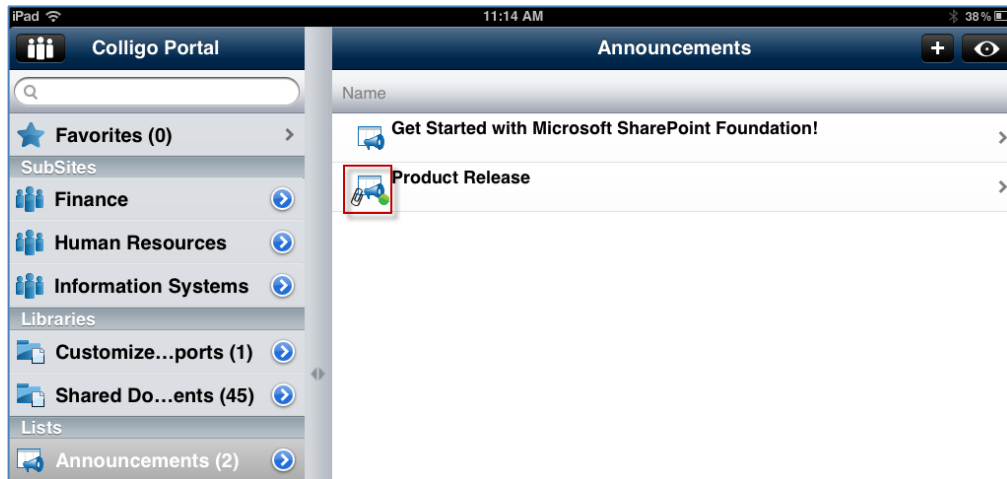 iPad 11:14 AM 38%
Colligo Portal
Announcements
Name
Favorites (0)
SubSites
Finance
Human Resources
Information Systems
Libraries
Customize...ports (1)
Shared Do...ents (45)
Lists
Announcements (2)
Get Started with Microsoft SharePoint Foundation!
Product Release